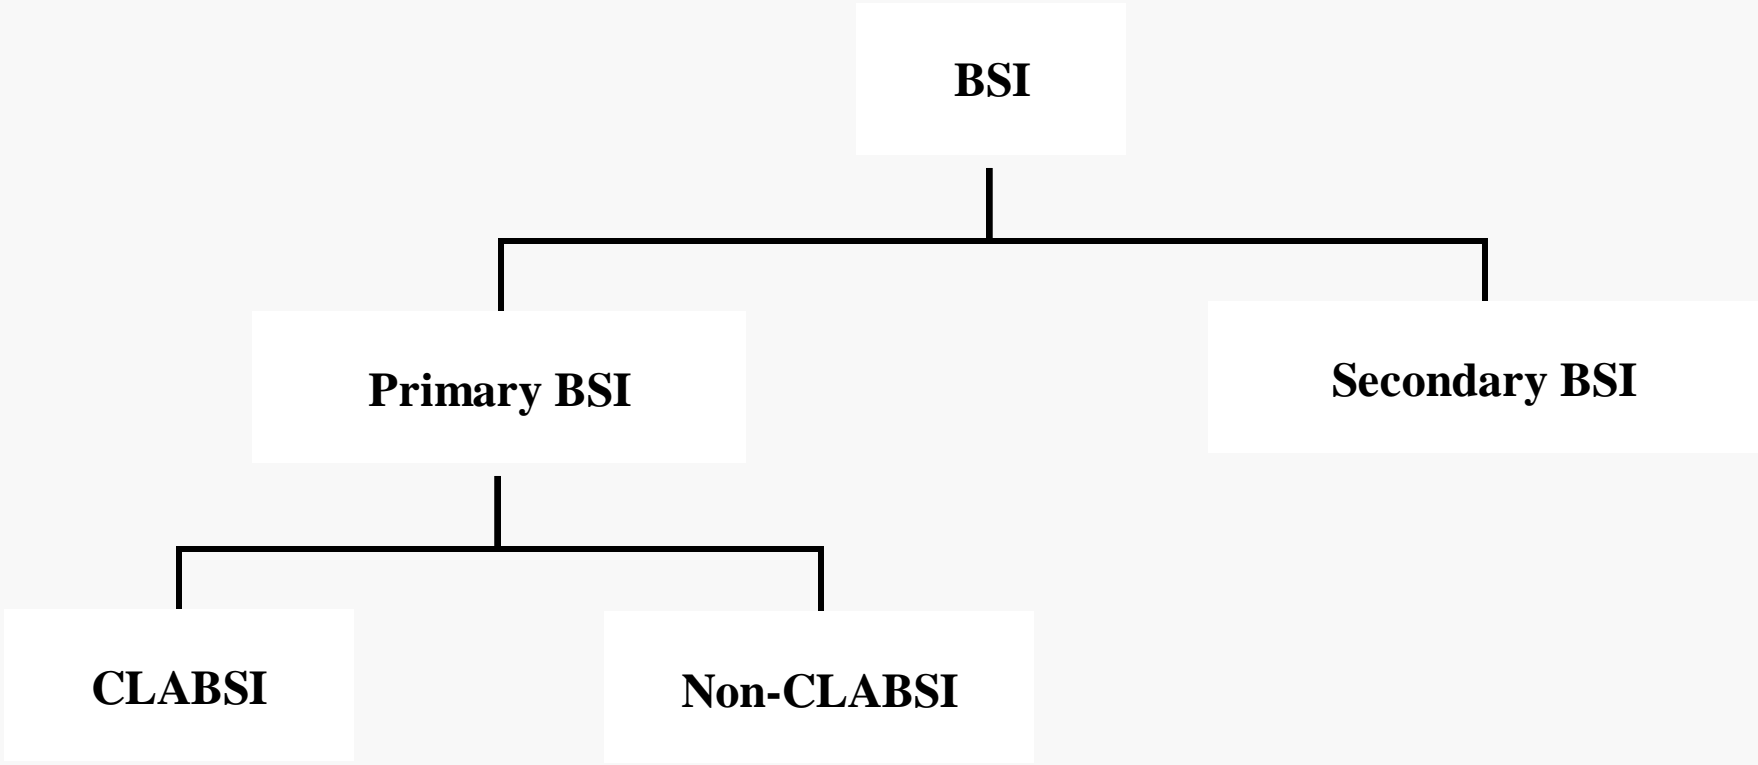 BSI
Primary BSI
Secondary BSI
CLABSI
Non-CLABSI